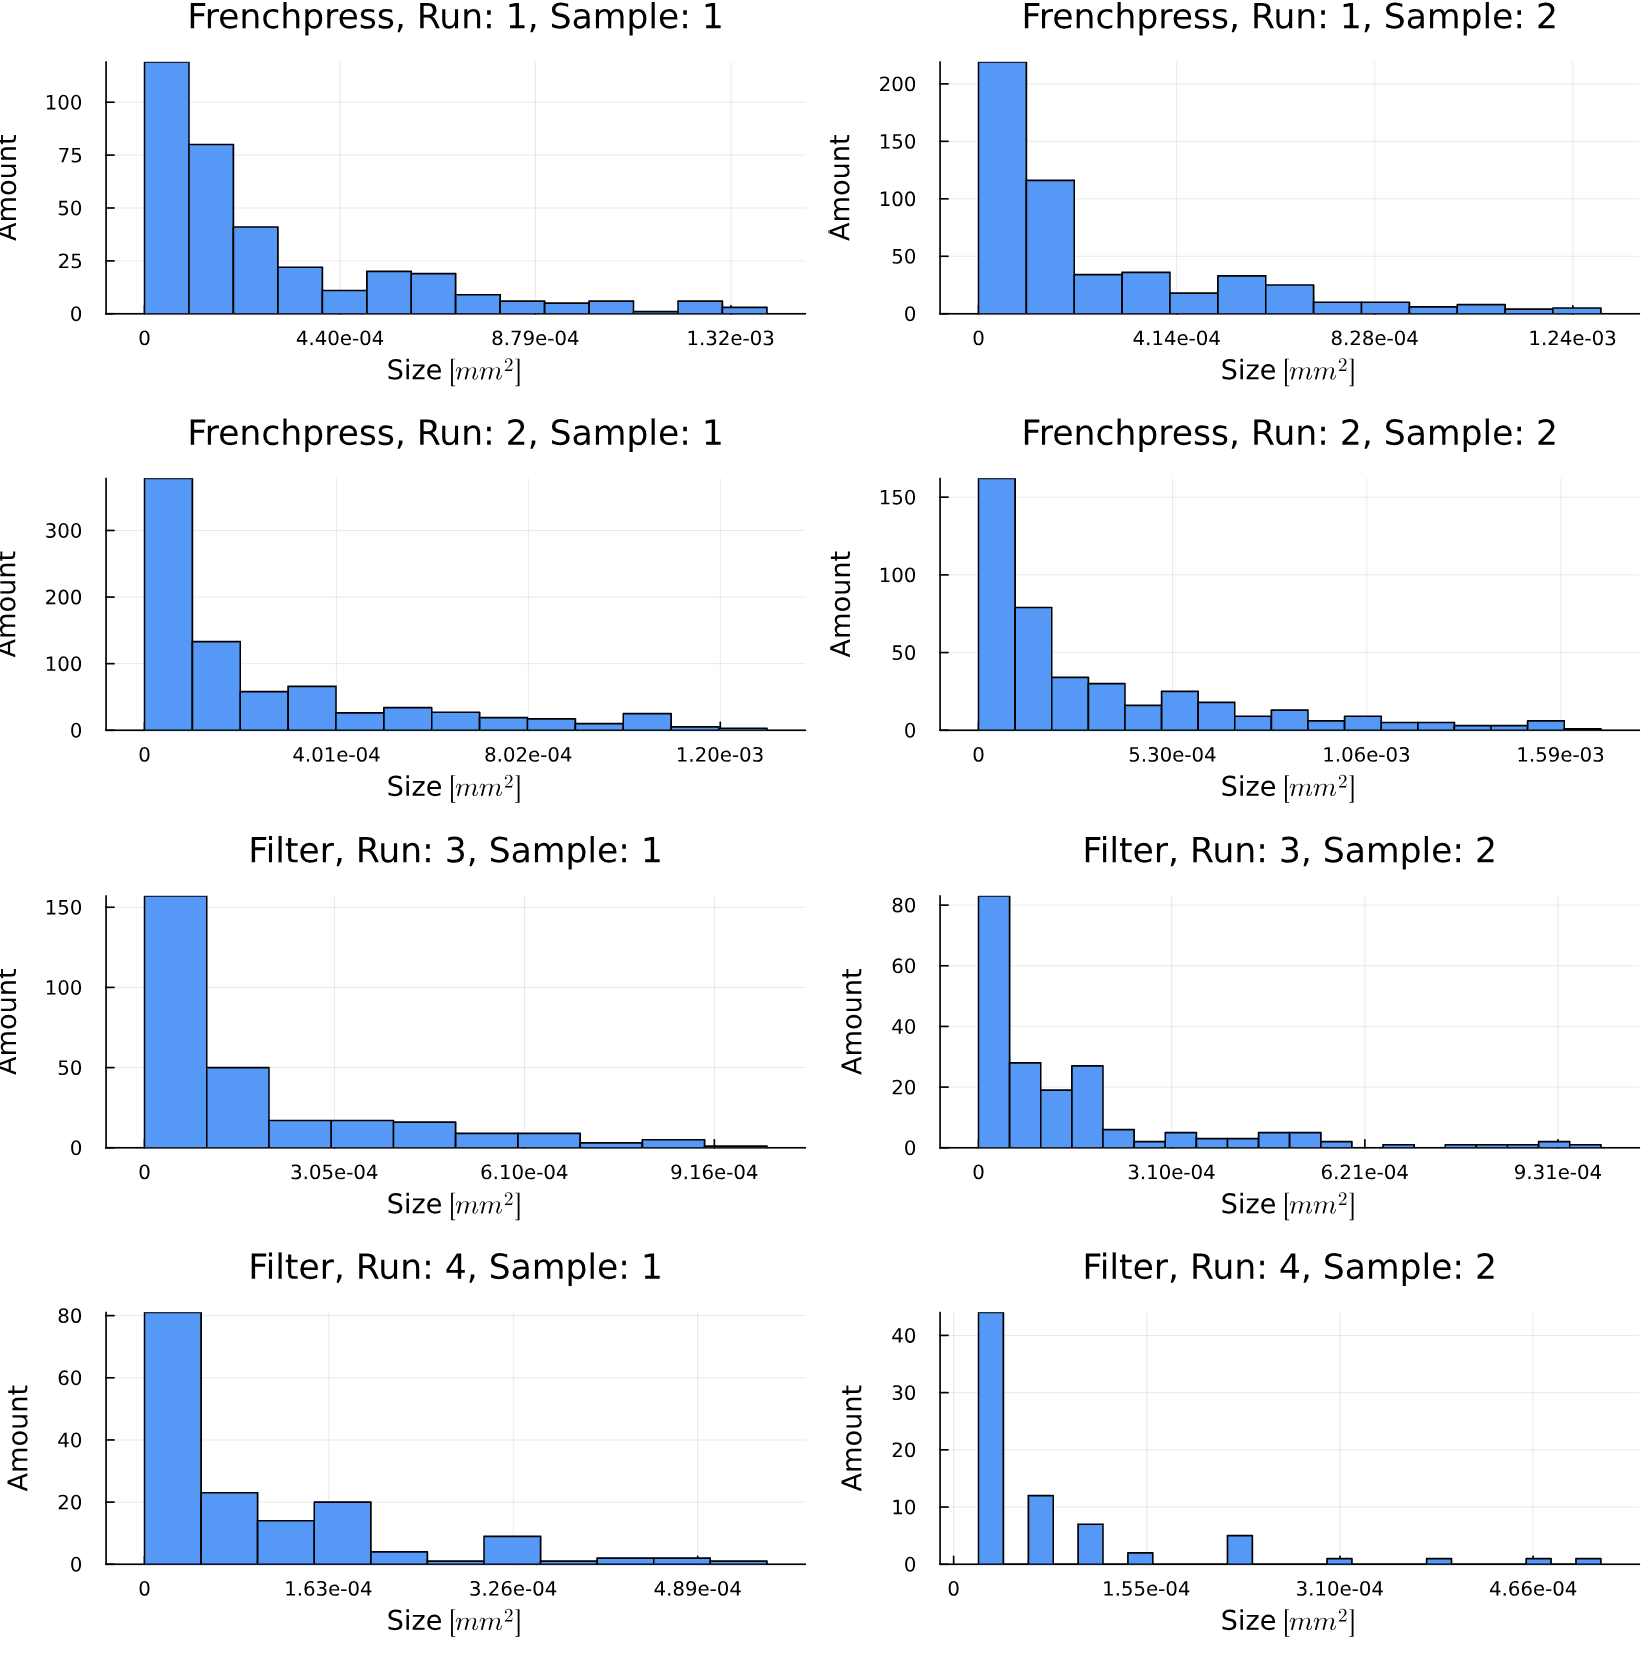 Frenchpress, Run: 1, Sample: 1
Amount
100
75
50
25
0
0 4.40e-04 8.79e-04 1.32e-03
Size [mm²]
Frenchpress, Run: 1, Sample: 2
Amount
200
150
100
50
0
0 4.14e-04 8.28e-04 1.24e-03
Size [mm²]
Frenchpress, Run: 2, Sample: 1
Amount
300
200
100
0
0 4.01e-04 8.02e-04 1.20e-03
Size [mm²]
Frenchpress, Run: 2, Sample: 2
Amount
150
100
50
0
0 5.30e-04 1.06e-03 1.59e-03
Size [mm²]
Filter, Run: 3, Sample: 1
Amount
150
100
50
0
0 3.05e-04 6.10e-04 9.16e-04
Size [mm²]
Filter, Run: 3, Sample: 2
Amount
80
60
40
20
0
0 3.10e-04 6.21e-04 9.31e-04
Size [mm²]
Filter, Run: 4, Sample: 1
Amount
80
60
40
20
0
0 1.63e-04 3.26e-04 4.89e-04
Size [mm²]
Filter, Run: 4, Sample: 2
Amount
40
30
20
10
0
0 1.55e-04 3.10e-04 4.66e-04
Size [mm²]